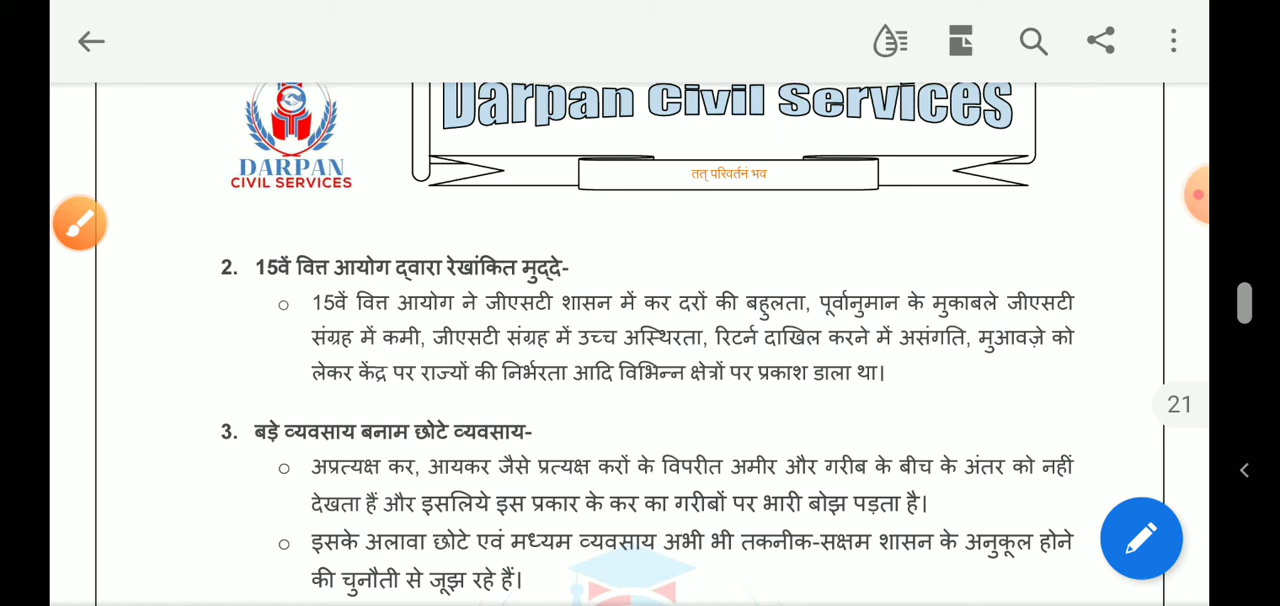 Darpan Civil Services
DARPAN
CIVIL SERVICES
तत् परिवर्तनं भव
2. 15वें वित्त आयोग द्वारा रेखांकित मुद्दे-
○ 15वें वित्त आयोग ने जीएसटी शासन में कर दरों की बहुलता, पूर्वानुमान के मुकाबले जीएसटी
संग्रह में कमी, जीएसटी संग्रह में उच्च अस्थिरता, रिटर्न दाखिल करने में असंगति, मुआवज़े को
लेकर केंद्र पर राज्यों की निर्भरता आदि विभिन्न क्षेत्रों पर प्रकाश डाला था।
21
3. बड़े व्यवसाय बनाम छोटे व्यवसाय-
○ अप्रत्यक्ष कर, आयकर जैसे प्रत्यक्ष करों के विपरीत अमीर और गरीब के बीच के अंतर को नहीं
देखता हैं और इसलिये इस प्रकार के कर का गरीबों पर भारी बोझ पड़ता है।
○ इसके अलावा छोटे एवं मध्यम व्यवसाय अभी भी तकनीक-सक्षम शासन के अनुकूल होने
की चुनौती से जूझ रहे हैं।